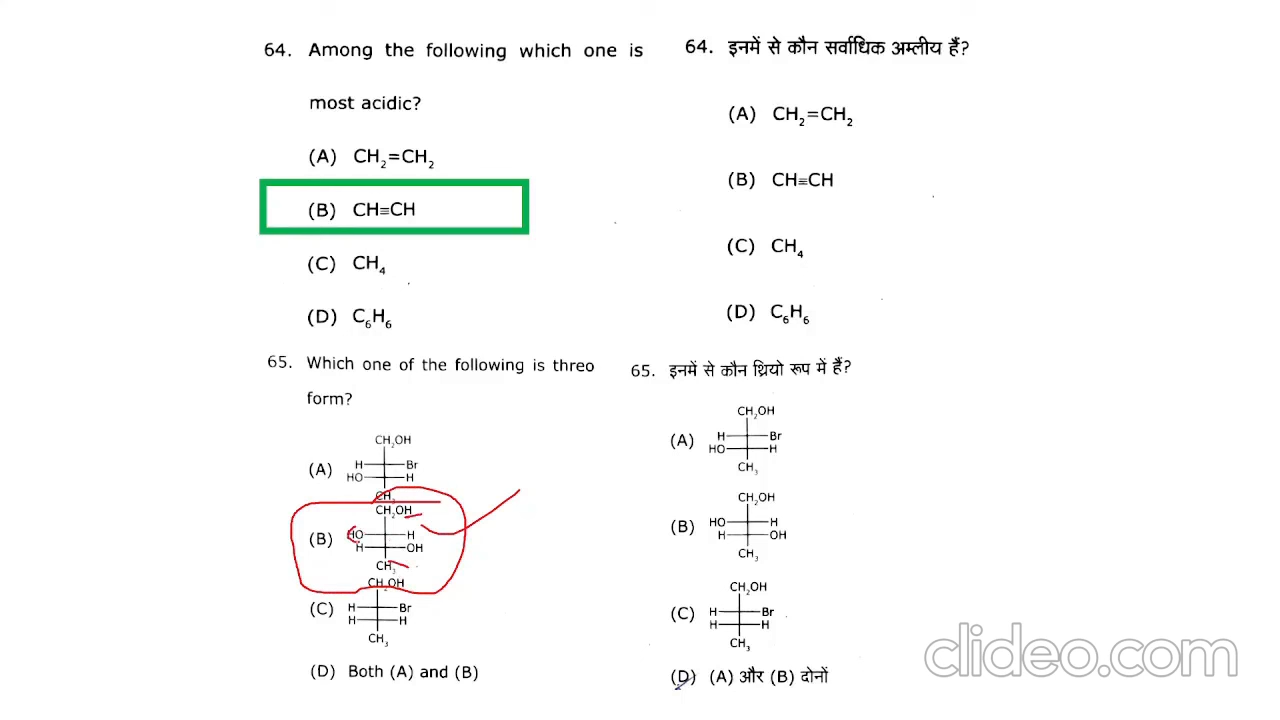 64. Among the following which one is
most acidic?
(A) CH₂=CH₂
(B) CH≡CH
(C) CH₄
(D) C₆H₆
65. Which one of the following is threo
form?
(A)
CH₂OH
H Br
HO H
CH₃
(B)
CH₂OH
HO H
H OH
CH₃
(C)
CH₂OH
H Br
H H
CH₃
(D) Both (A) and (B)
64. इनमें से कौन सर्वाधिक अम्लीय हैं?
(A) CH₂=CH₂
(B) CH≡CH
(C) CH₄
(D) C₆H₆
65. इनमें से कौन थ्रियो रूप में हैं?
(A)
CH₂OH
H Br
HO H
CH₃
(B)
CH₂OH
HO H
H OH
CH₃
(C)
CH₂OH
H Br
H H
CH₃
(D) (A) और (B) दोनों
clideo.com